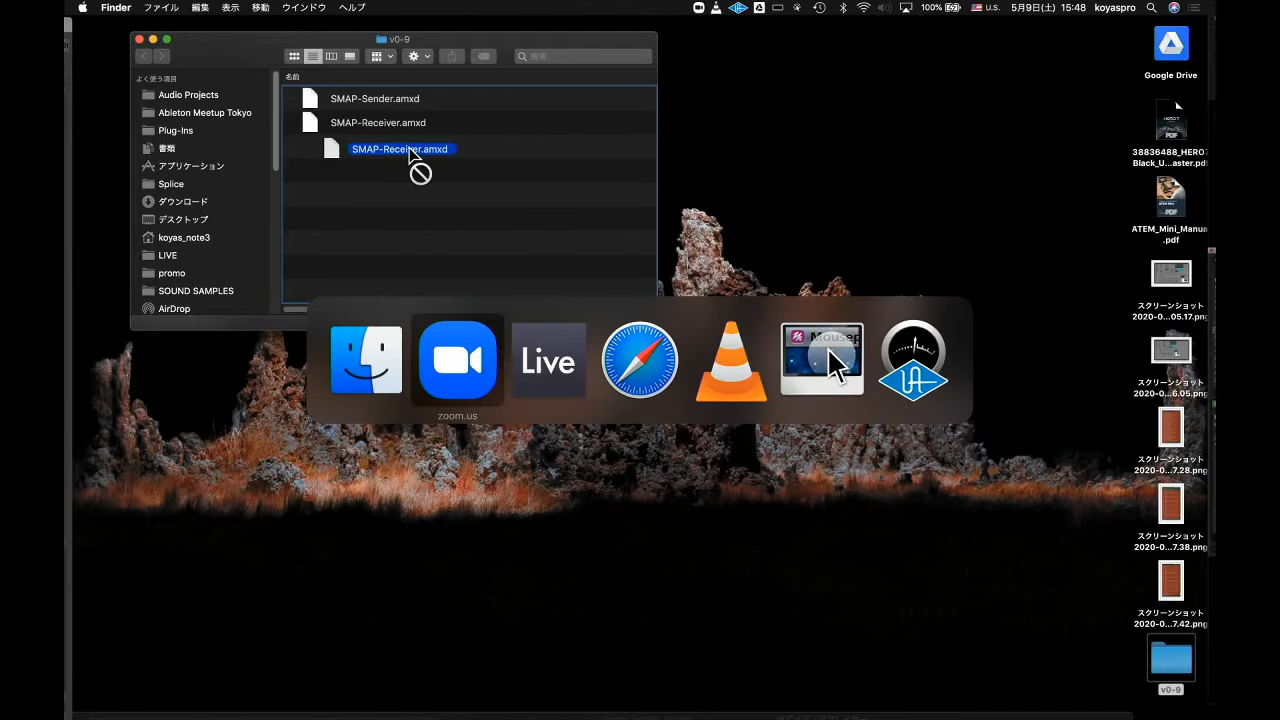 Finder ファイル 編集 表示 移動 ウインドウ ヘルプ 100% U.S. 5月9日(土) 15:48 koyaspro
v0-9
検索
よく使う項目
Audio Projects
Ableton Meetup Tokyo
Plug-Ins
書類
アプリケーション
Splice
ダウンロード
デスクトップ
koyas_note3
LIVE
promo
SOUND SAMPLES
AirDrop
名前
SMAP-Sender.amxd
SMAP-Receiver.amxd
SMAP-Receiver.amxd
Live
zoom.us
Google Drive
HERO7
PDF
38836488_HERO7
Black_U...aster.pdf
PDF
ATEM_Mini_Manua
.pdf
スクリーンショット
2020-0...05.17.png
スクリーンショット
2020-0...6.05.png
スクリーンショット
2020-0...7.28.png
スクリーンショット
2020-0...7.38.png
スクリーンショット
2020-0...7.42.png
v0-9